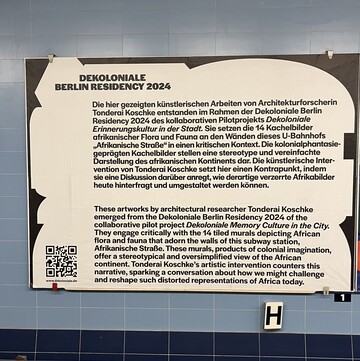 DEKOLONIALE
BERLIN RESIDENCY 2024
Die hier gezeigten künstlerischen Arbeiten von Architekturforscherin
Tonderai Koschke entstanden im Rahmen der Dekoloniale Berlin
Residency 2024 des kollaborativen Pilotprojekts Dekoloniale
Erinnerungskultur in der Stadt. Sie setzen die 14 Kachelbilder
afrikanischer Flora und Fauna an den Wänden dieses U-Bahnhofs
„Afrikanische Straße" in einen kritischen Context. Die kolonialphantasie-
geprägten Kachelbilder stellen eine stereotype und vereinfachte
Darstellung des afrikanischen Kontinents dar. Die künstlerische Inter-
vention von Tonderai Koschke setzt hier einen Kontrapunkt, indem
sie eine Diskussion darüber anregt, wie derartige verzerrte Afrikabilder
heute hinterfragt und umgestaltet werden können.
These artworks by architectural researcher Tonderai Koschke
emerged from the Dekoloniale Berlin Residency 2024 of the
collaborative pilot project Dekoloniale Memory Culture in the City.
They engage critically with the 14 tiled murals depicting African
flora and fauna that adorn the walls of this subway station,
Afrikanische Straße. These murals, products of colonial imagination,
offer a stereotypical and oversimplified view of the African
continent. Tonderai Koschke's artistic intervention counters this
narrative, sparking a conversation about how we might challenge
and reshape such distorted representations of Africa today.
1
H